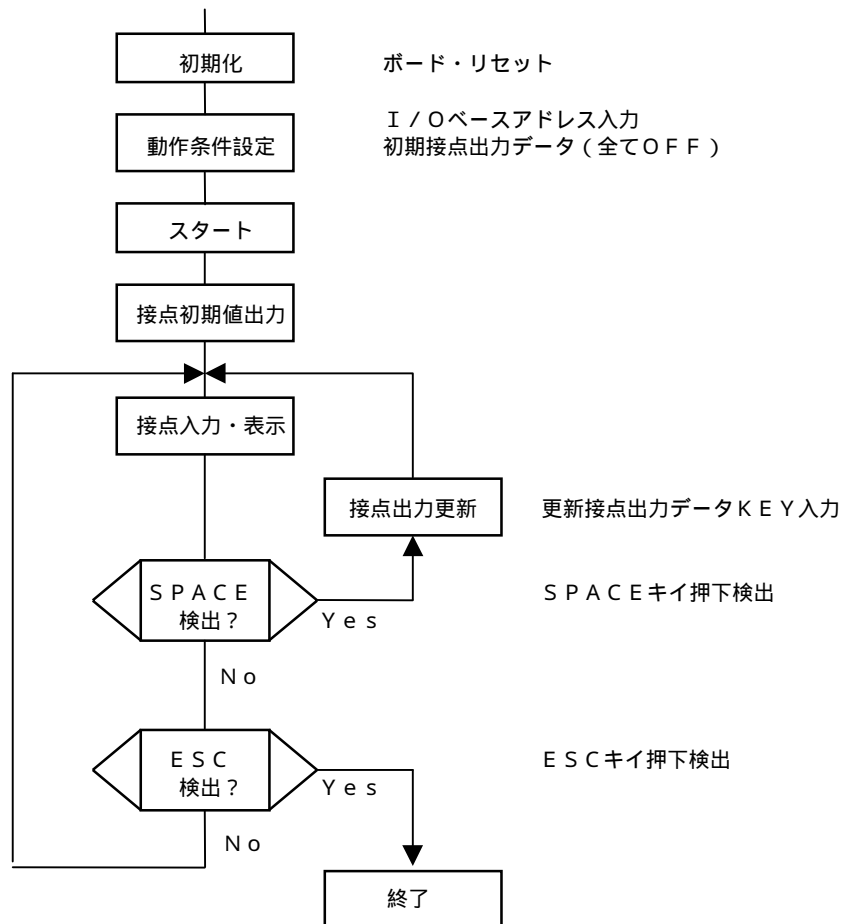 初期化
ボード・リセット
Ｉ／Ｏベースアドレス入力
動作条件設定
初期接点出力データ（全てＯＦＦ）
スタート
接点初期値出力
接点入力・表示
接点出力更新
更新接点出力データＫＥＹ入力
ＳＰＡＣＥ
検出？
Ｙｅｓ
ＳＰＡＣＥキイ押下検出
Ｎｏ
ＥＳＣ
検出？
Ｙｅｓ
ＥＳＣキイ押下検出
Ｎｏ
終了